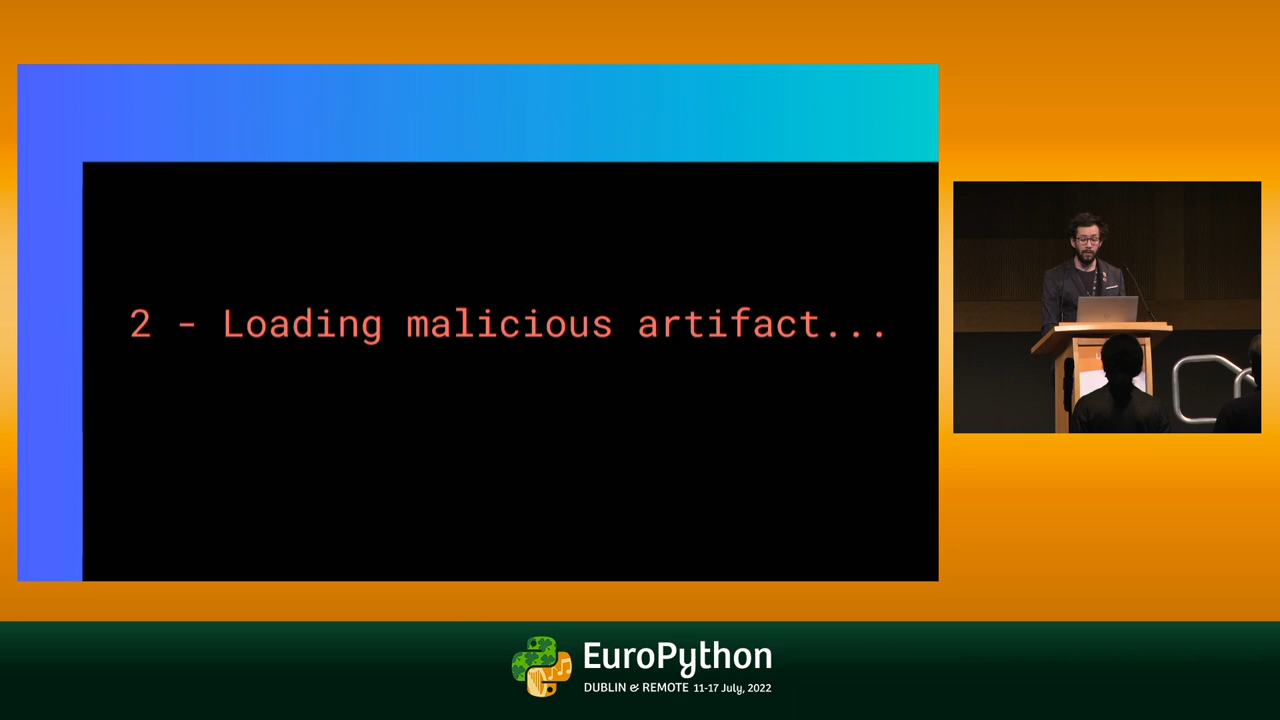 2 - Loading malicious artifact...
EuroPython
DUBLIN & REMOTE 11-17 July, 2022